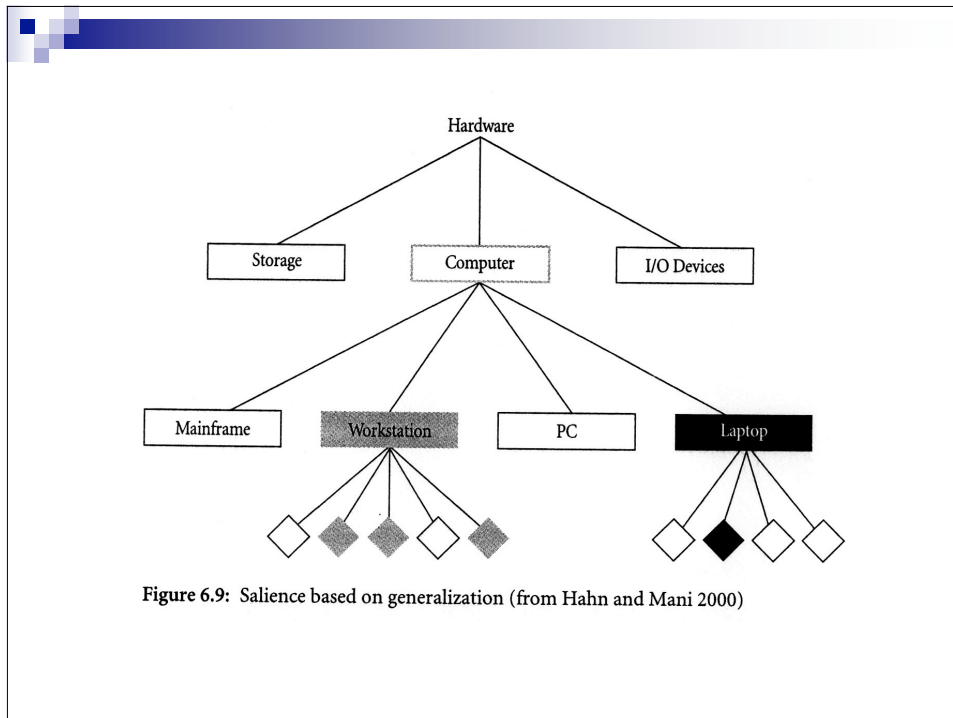 Hardware
Storage
Computer
I/O Devices
Mainframe
Workstation
PC
Laptop
Figure 6.9: Salience based on generalization (from Hahn and Mani 2000)